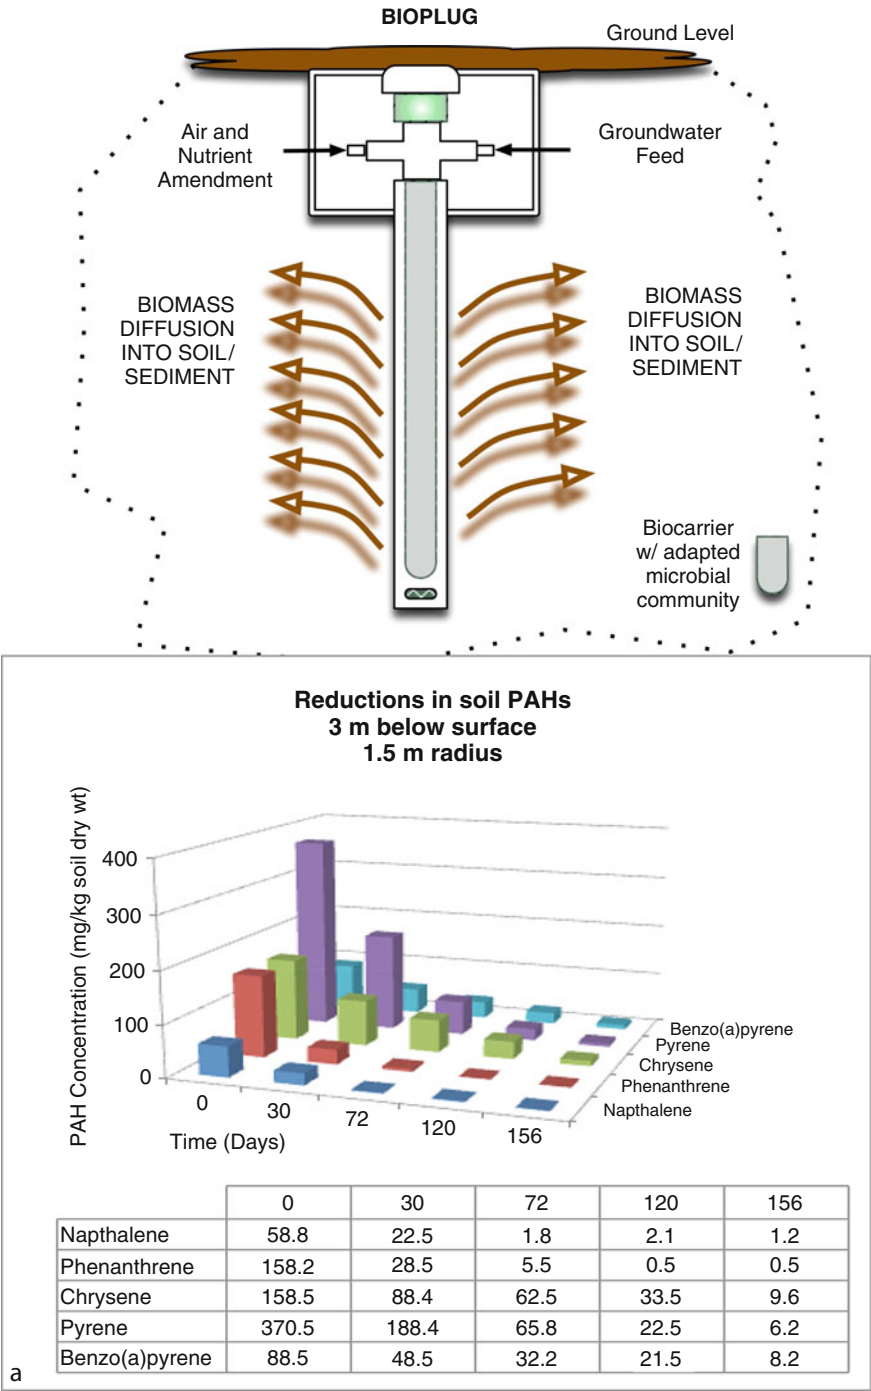 BIOPLUG
Ground Level
Air and
Nutrient
Amendment
Groundwater
Feed
BIOMASS
DIFFUSION
INTO SOIL/
SEDIMENT
BIOMASS
DIFFUSION
INTO SOIL/
SEDIMENT
Biocarrier
w/ adapted
microbial
community
Reductions in soil PAHs
3 m below surface
1.5 m radius
PAH Concentration (mg/kg soil dry wt)
400
300
200
100
0
0
30
72
120
156
Time (Days)
Benzo(a)pyrene
Pyrene
Chrysene
Phenanthrene
Napthalene
0 30 72 120 156
Napthalene 58.8 22.5 1.8 2.1 1.2
Phenanthrene 158.2 28.5 5.5 0.5 0.5
Chrysene 158.5 88.4 62.5 33.5 9.6
Pyrene 370.5 188.4 65.8 22.5 6.2
Benzo(a)pyrene 88.5 48.5 32.2 21.5 8.2
a